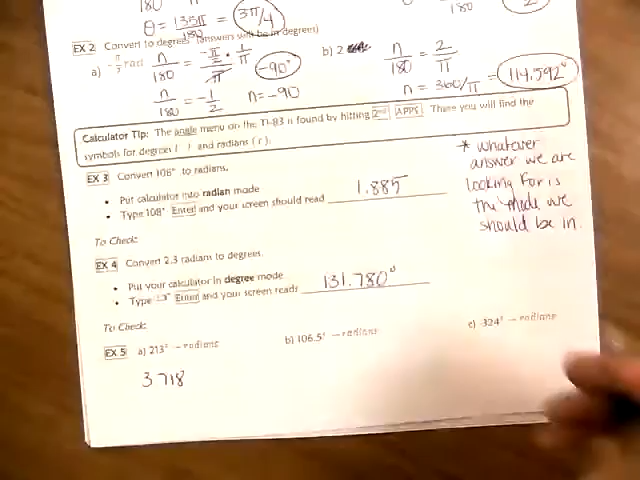 180
θ = 135π/180 = 3π/4
180
EX 2 Convert to degrees (answers will be in degrees)
a) -π/2 rad n/180 = -π/2/π · 1/π -90°
n/180 = -1/2 n = -90
b) 2 n/180 = 2/π
n = 360/π = 114.592°
Calculator Tip: The angle menu on the TI-83 is found by hitting 2nd APPS. There you will find the
symbols for degrees ( ° ) and radians ( r ).
EX 3 Convert 108° to radians.
• Put calculator into radian mode
• Type 108° Enter and your screen should read 1.885
To Check:
* whatever
answer we are
looking for is
the mode we
should be in.
EX 4 Convert 2.3 radians to degrees.
• Put your calculator in degree mode
• Type Enter and your screen reads 131.780°
To Check:
EX 5 a) 213° → radians b) 106.5° → radians c) -324° → radians
3 718